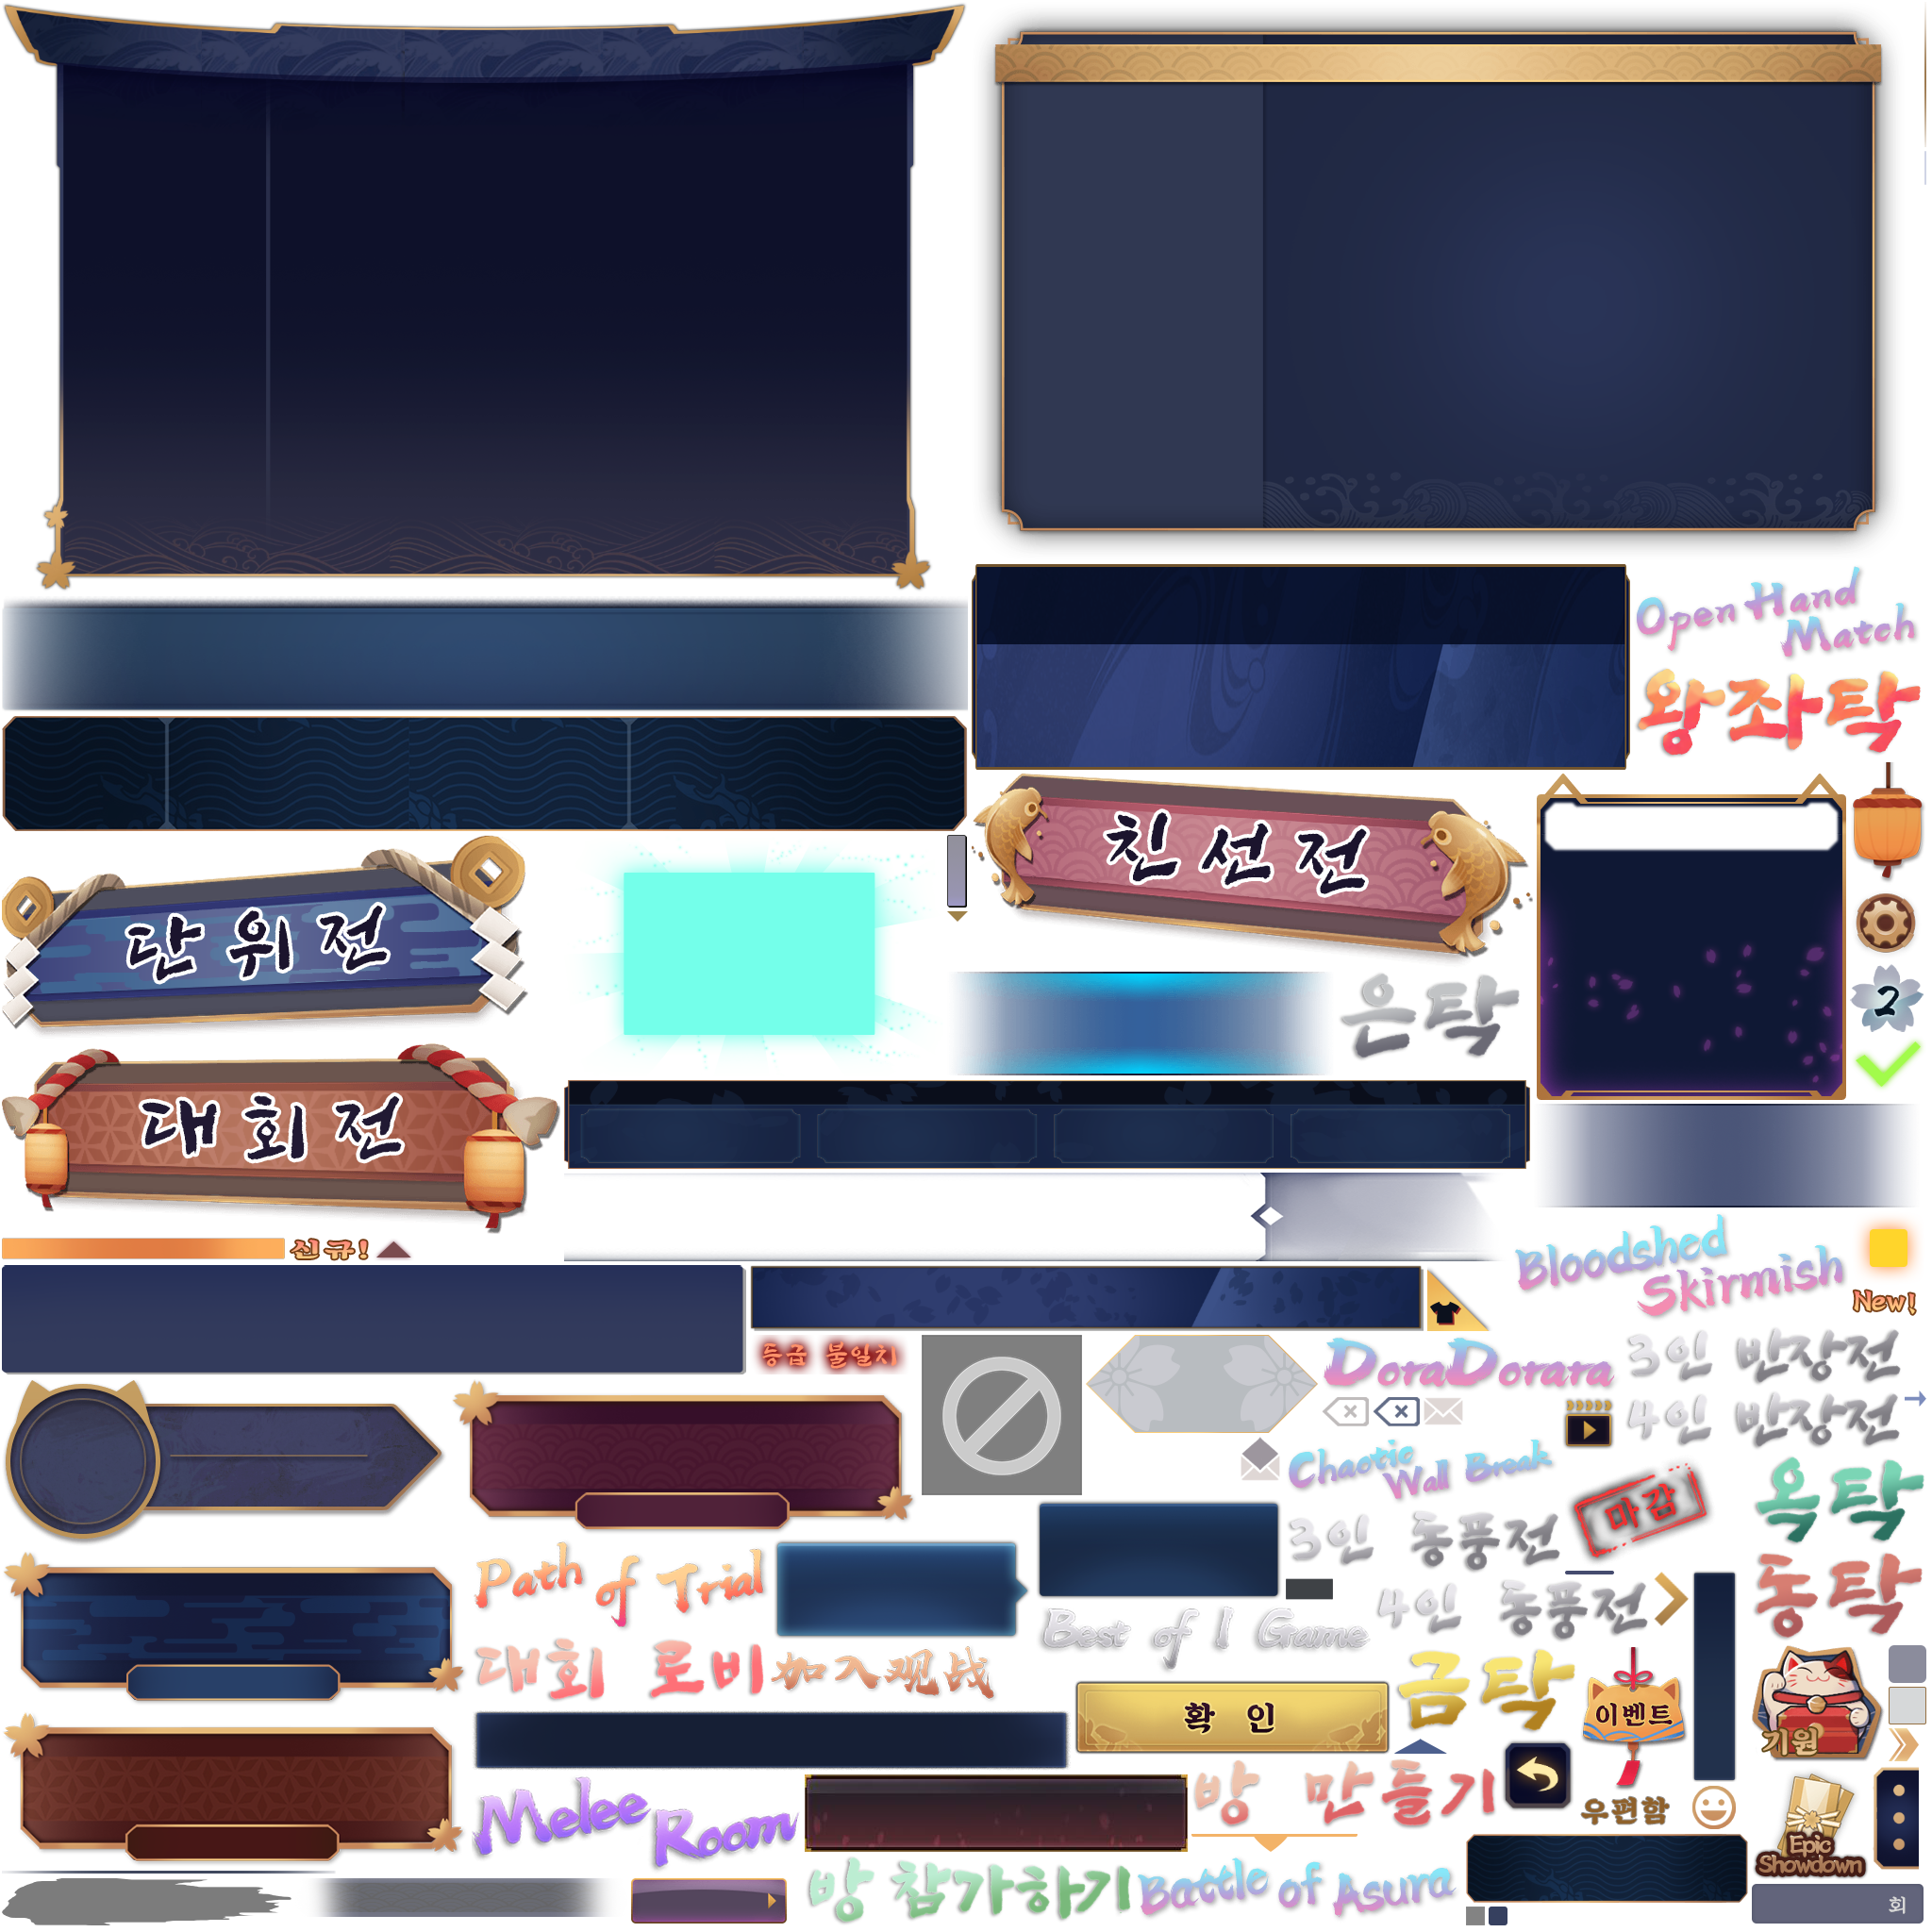 Open Hand
Match
왕좌탁
친선전
단위전
은탁
2
대회전
신규!
Bloodshed
Skirmish
New!
등급 불일치
DoraDorara
3인 반장전
4인 반장전
Chaotic
Wall Break
마감
옥탁
3인 동풍전
Path of Trial
동탁
4인 동풍전
Best of 1 Game
대회 로비
加入观战
금탁
확 인
이벤트
기원
방 만들기
Melee
Room
우편함
Epic
Showdown
방 참가하기
Battle of Asura
회